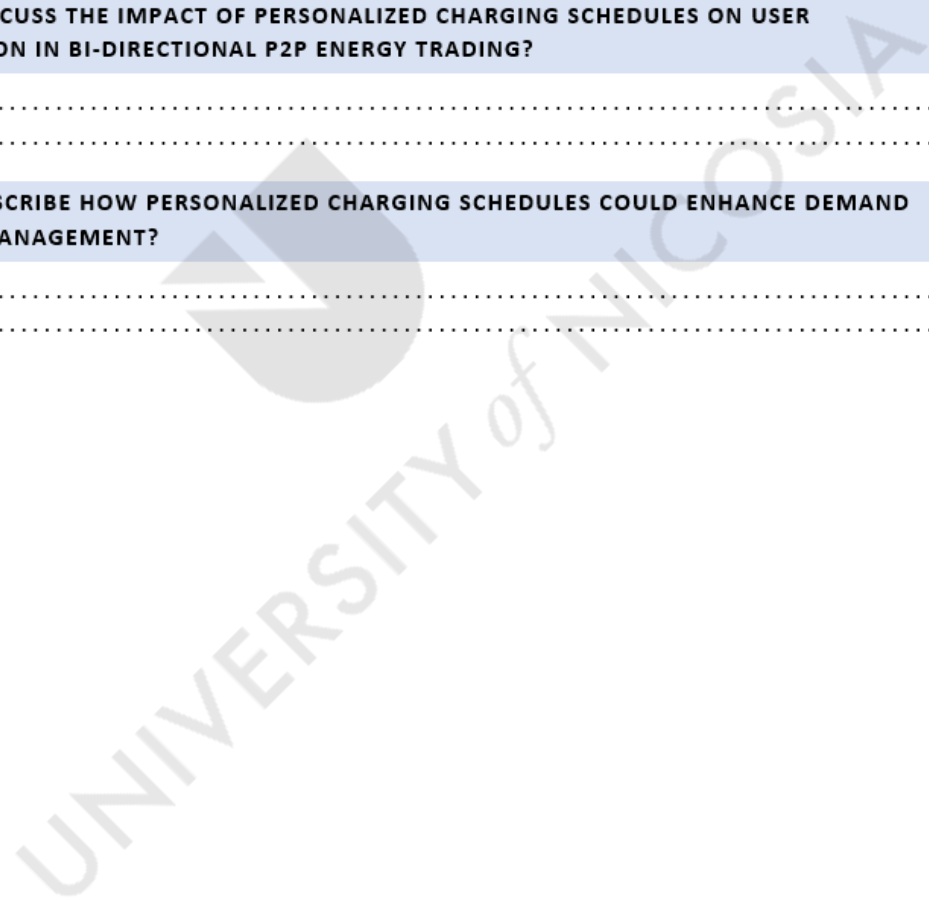 CUSS THE IMPACT OF PERSONALIZED CHARGING SCHEDULES ON USER
ON IN BI-DIRECTIONAL P2P ENERGY TRADING?
SCRIBE HOW PERSONALIZED CHARGING SCHEDULES COULD ENHANCE DEMAND
ANAGEMENT?
UNIVERSITY of NICOSIA